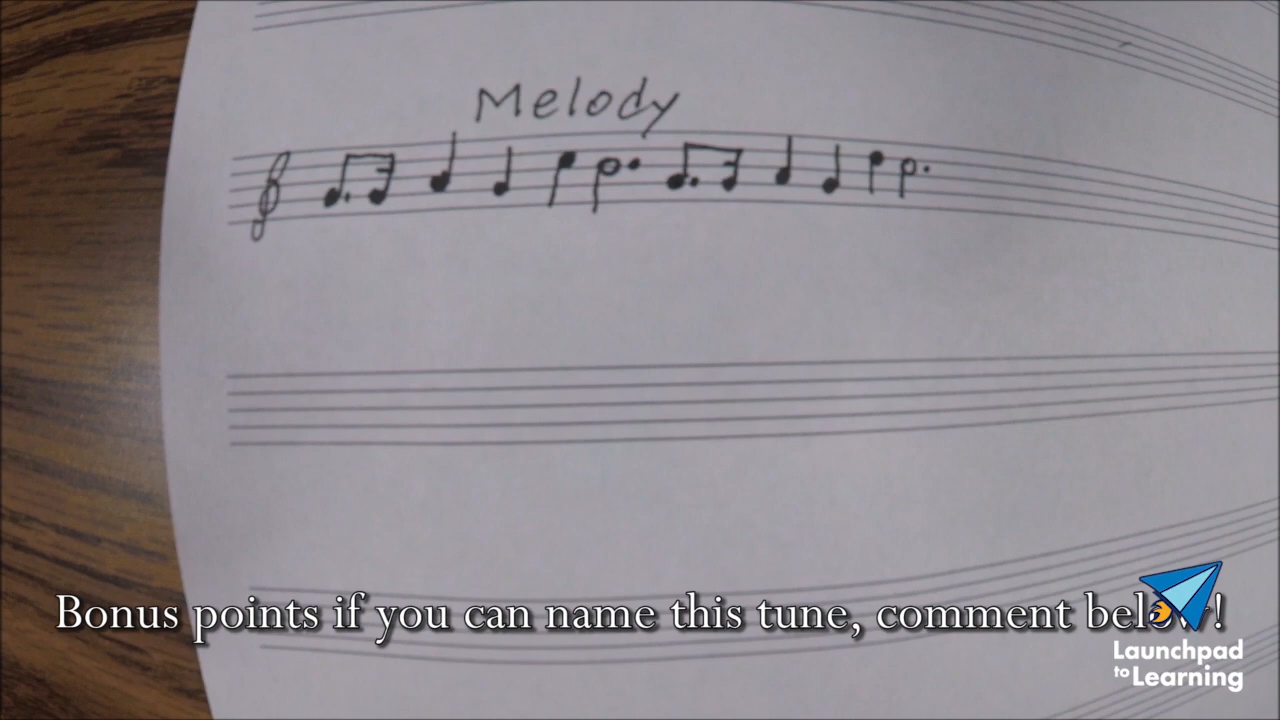 Melody
Bonus points if you can name this tune, comment below!
Launchpad
to Learning